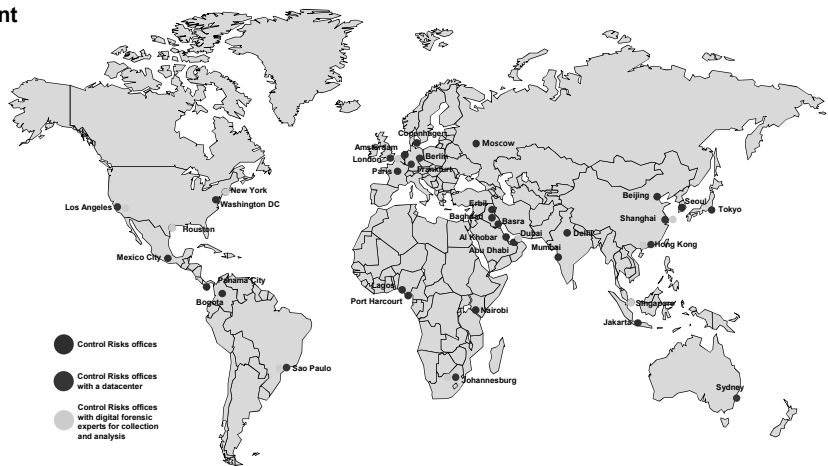 nt
Copenhagen
Moscow
Amsterdam
London
Berlin
Frankfurt
Paris
New York
Washington DC
Los Angeles
Houston
Mexico City
Panama City
Bogota
Sao Paulo
Erbil
Baghdad
Basra
Al Khobar
Dubai
Abu Dhabi
Delhi
Mumbai
Beijing
Seoul
Tokyo
Shanghai
Hong Kong
Singapare
Jakarta
Lagos
Port Harcourt
Nairobi
Johannesburg
Sydney
Control Risks offices
Control Risks offices
with a datacenter
Control Risks offices
with digital forensic
experts for collection
and analysis